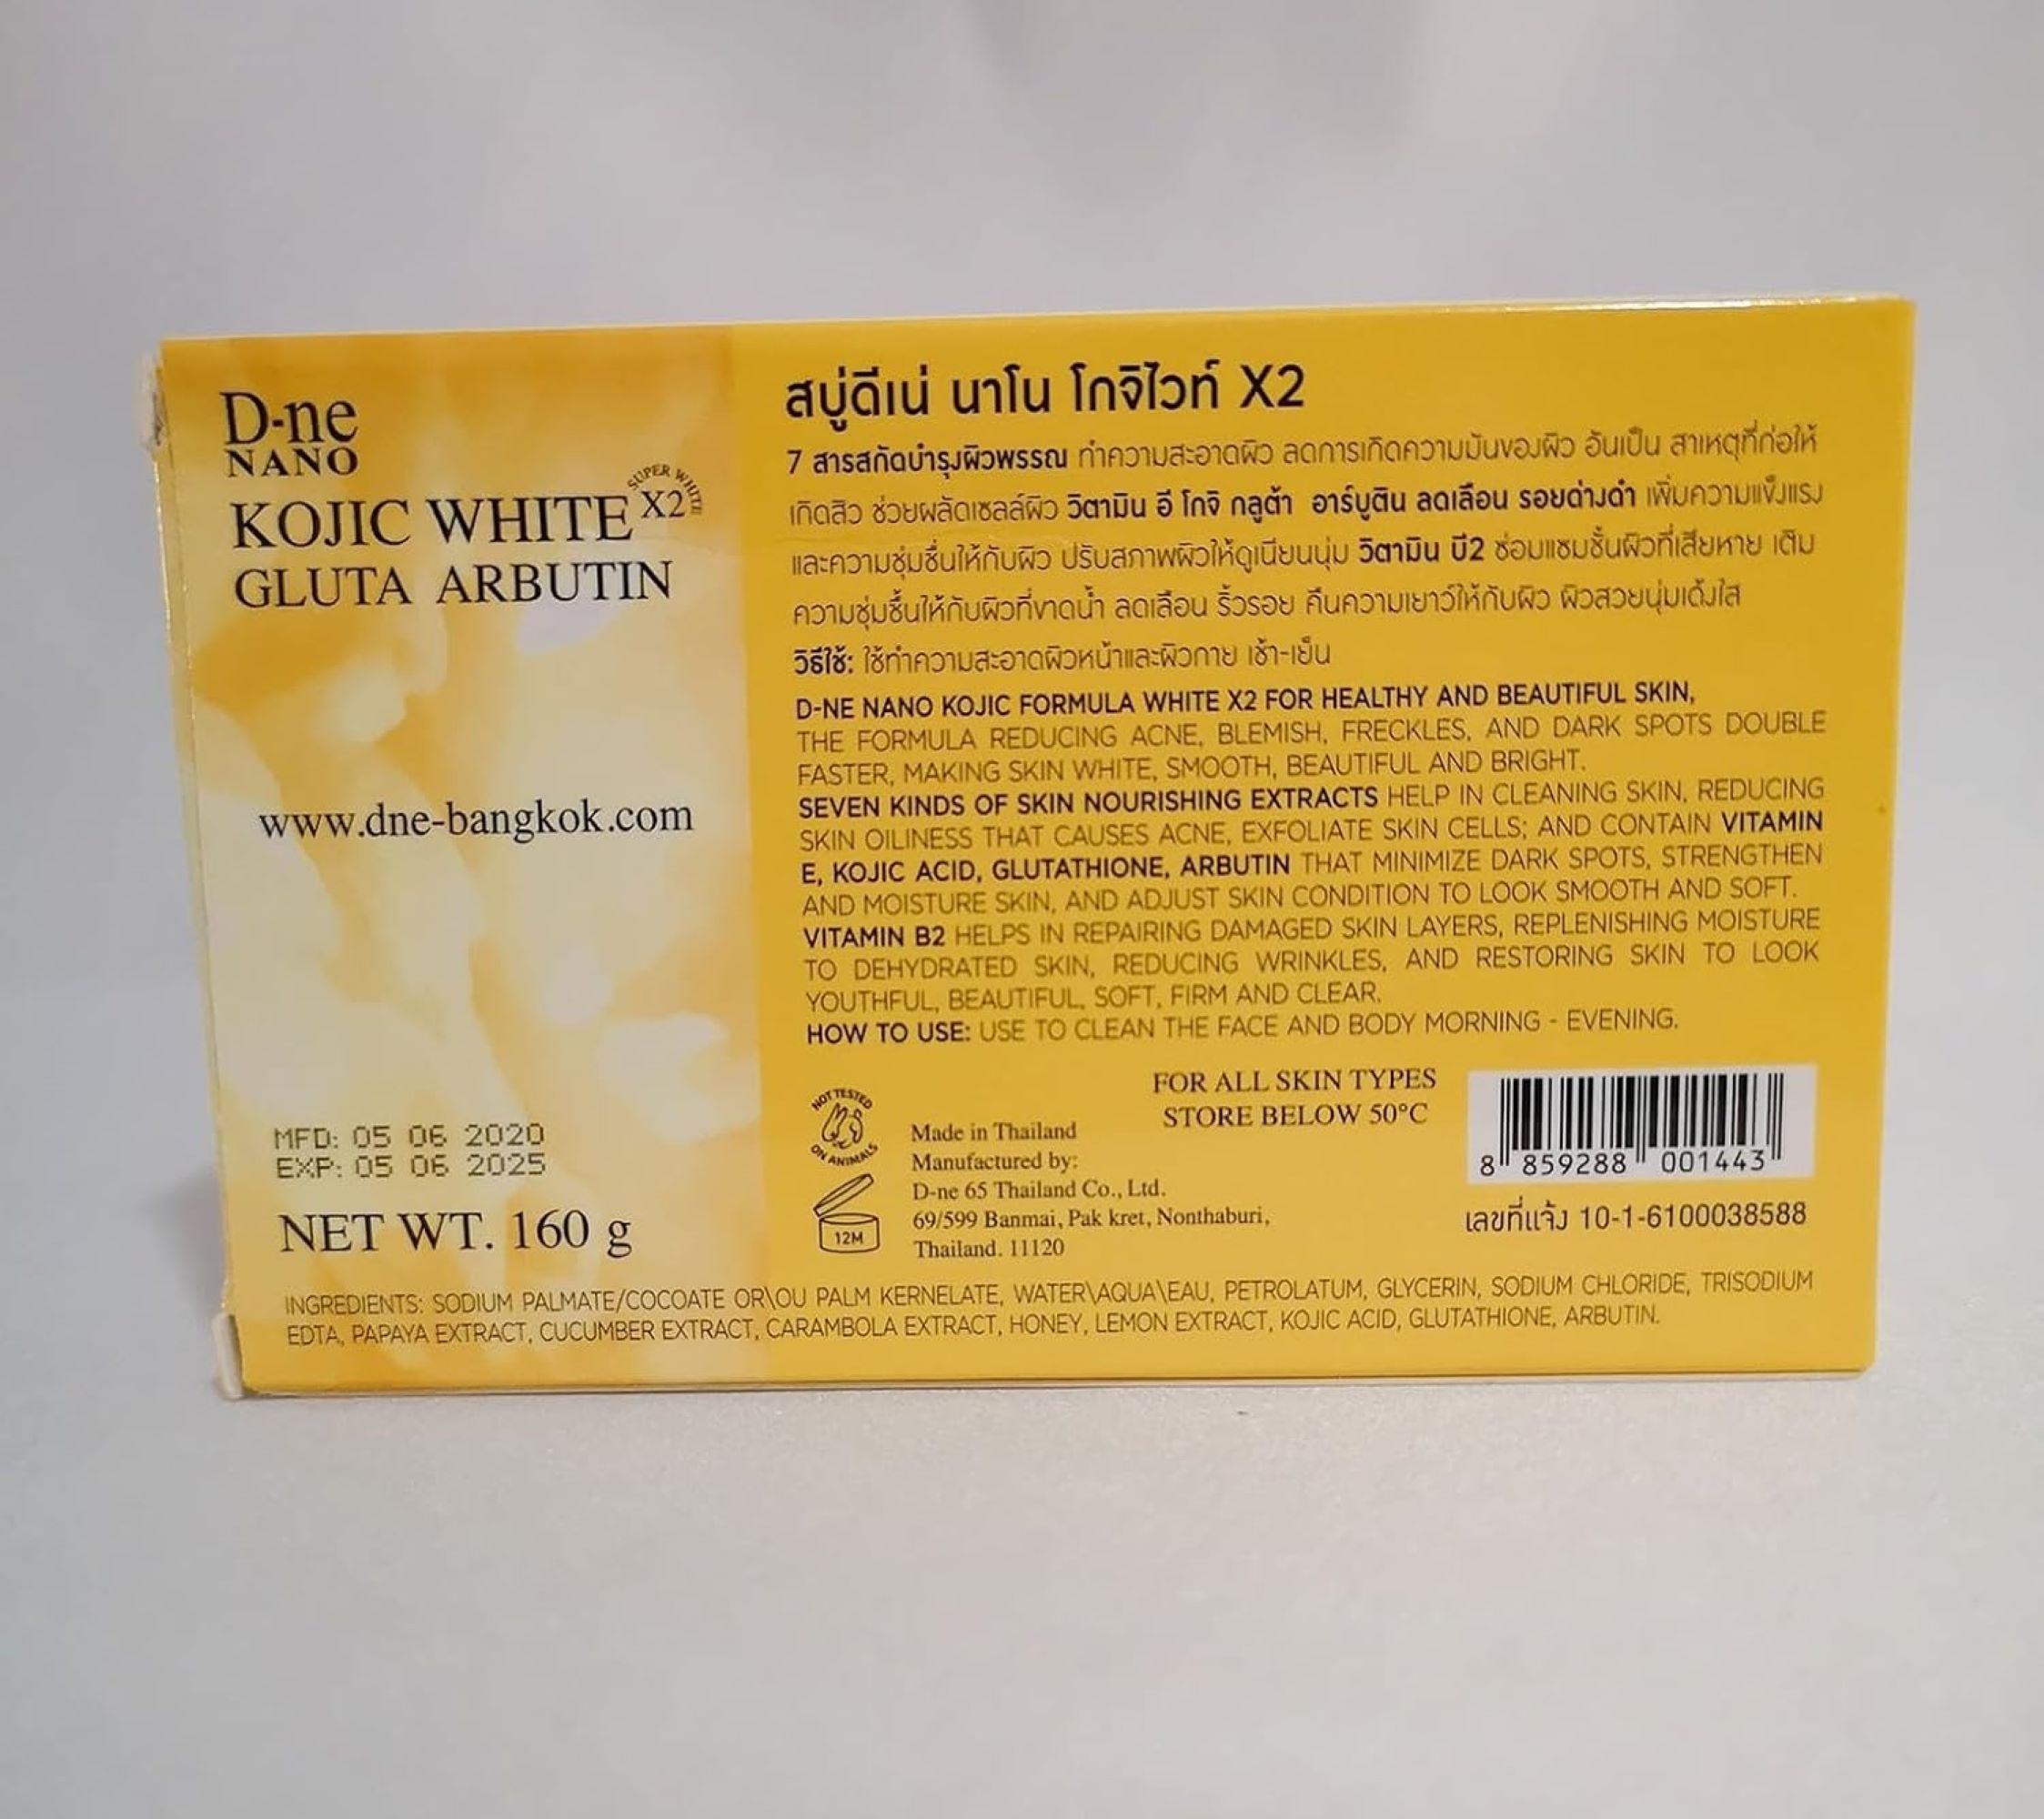 D-ne
NANO
KOJIC WHITE X2 SUPER WHITE
GLUTA ARBUTIN
www.dne-bangkok.com
MFD: 05 06 2020
EXP: 05 06 2025
NET WT. 160 g
สบู่ดีเน่ นาโน โกจิไวท์ X2
7 สารสกัดบำรุงผิวพรรณ ทำความสะอาดผิว ลดการเกิดความมันของผิว อันเป็น สาเหตุที่ก่อให้
เกิดสิว ช่วยผลัดเซลล์ผิว วิตามิน อี โกจิ กลูต้า อาร์บูติน ลดเลือน รอยด่างดำ เพิ่มความแข็งแรง
และความชุ่มชื่นให้กับผิว ปรับสภาพผิวให้ดูเนียนนุ่ม วิตามิน บี2 ซ่อมแซมชั้นผิวที่เสียหาย เติม
ความชุ่มชื้นให้กับผิวที่ขาดน้ำ ลดเลือน ริ้วรอย คืนความเยาว์ให้กับผิว ผิวสวยนุ่มเด้งใส
วิธีใช้: ใช้ทำความสะอาดผิวหน้าและผิวกาย เช้า-เย็น
D-NE NANO KOJIC FORMULA WHITE X2 FOR HEALTHY AND BEAUTIFUL SKIN,
THE FORMULA REDUCING ACNE, BLEMISH, FRECKLES, AND DARK SPOTS DOUBLE
FASTER, MAKING SKIN WHITE, SMOOTH, BEAUTIFUL AND BRIGHT.
SEVEN KINDS OF SKIN NOURISHING EXTRACTS HELP IN CLEANING SKIN, REDUCING
SKIN OILINESS THAT CAUSES ACNE, EXFOLIATE SKIN CELLS; AND CONTAIN VITAMIN
E, KOJIC ACID, GLUTATHIONE, ARBUTIN THAT MINIMIZE DARK SPOTS, STRENGTHEN
AND MOISTURE SKIN, AND ADJUST SKIN CONDITION TO LOOK SMOOTH AND SOFT.
VITAMIN B2 HELPS IN REPAIRING DAMAGED SKIN LAYERS, REPLENISHING MOISTURE
TO DEHYDRATED SKIN, REDUCING WRINKLES, AND RESTORING SKIN TO LOOK
YOUTHFUL, BEAUTIFUL, SOFT, FIRM AND CLEAR.
HOW TO USE: USE TO CLEAN THE FACE AND BODY MORNING - EVENING.
NOT TESTED
ON ANIMALS
12M
FOR ALL SKIN TYPES
STORE BELOW 50°C
Made in Thailand
Manufactured by:
D-ne 65 Thailand Co., Ltd.
69/599 Banmai, Pak kret, Nonthaburi,
Thailand. 11120
8 859288 001443
เลขที่แจ้ง 10-1-6100038588
INGREDIENTS: SODIUM PALMATE/COCOATE OR\OU PALM KERNELATE, WATER\AQUA\EAU, PETROLATUM, GLYCERIN, SODIUM CHLORIDE, TRISODIUM
EDTA, PAPAYA EXTRACT, CUCUMBER EXTRACT, CARAMBOLA EXTRACT, HONEY, LEMON EXTRACT, KOJIC ACID, GLUTATHIONE, ARBUTIN.